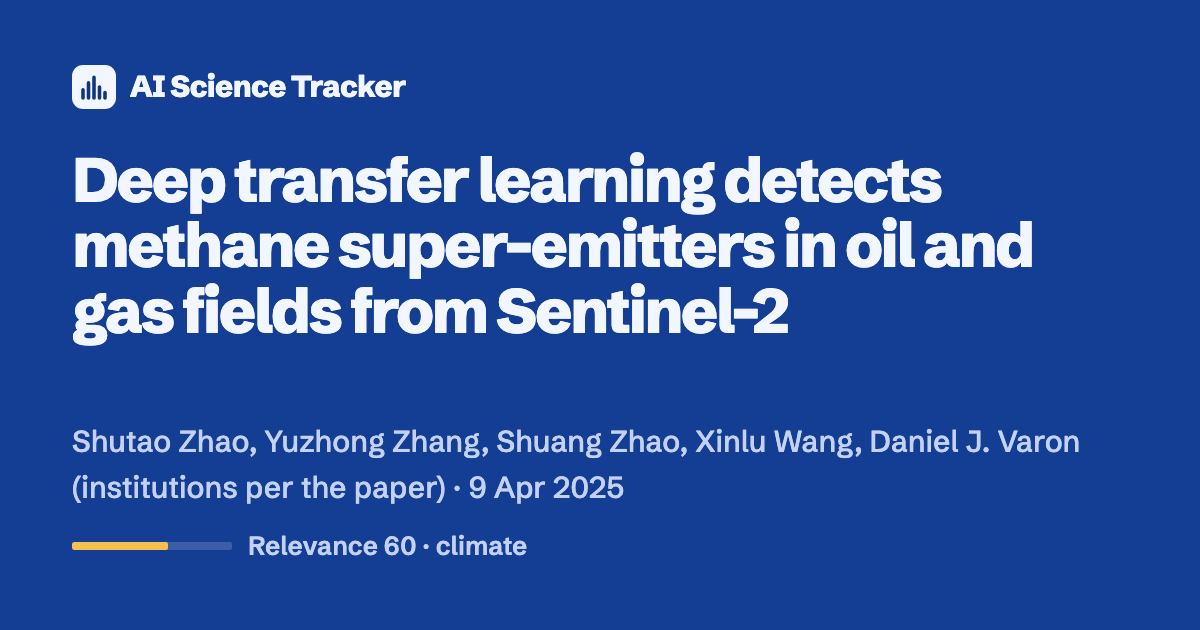 AI Science Tracker
Deep transfer learning detects
methane super-emitters in oil and
gas fields from Sentinel-2
Shutao Zhao, Yuzhong Zhang, Shuang Zhao, Xinlu Wang, Daniel J. Varon
(institutions per the paper) · 9 Apr 2025
Relevance 60 · climate